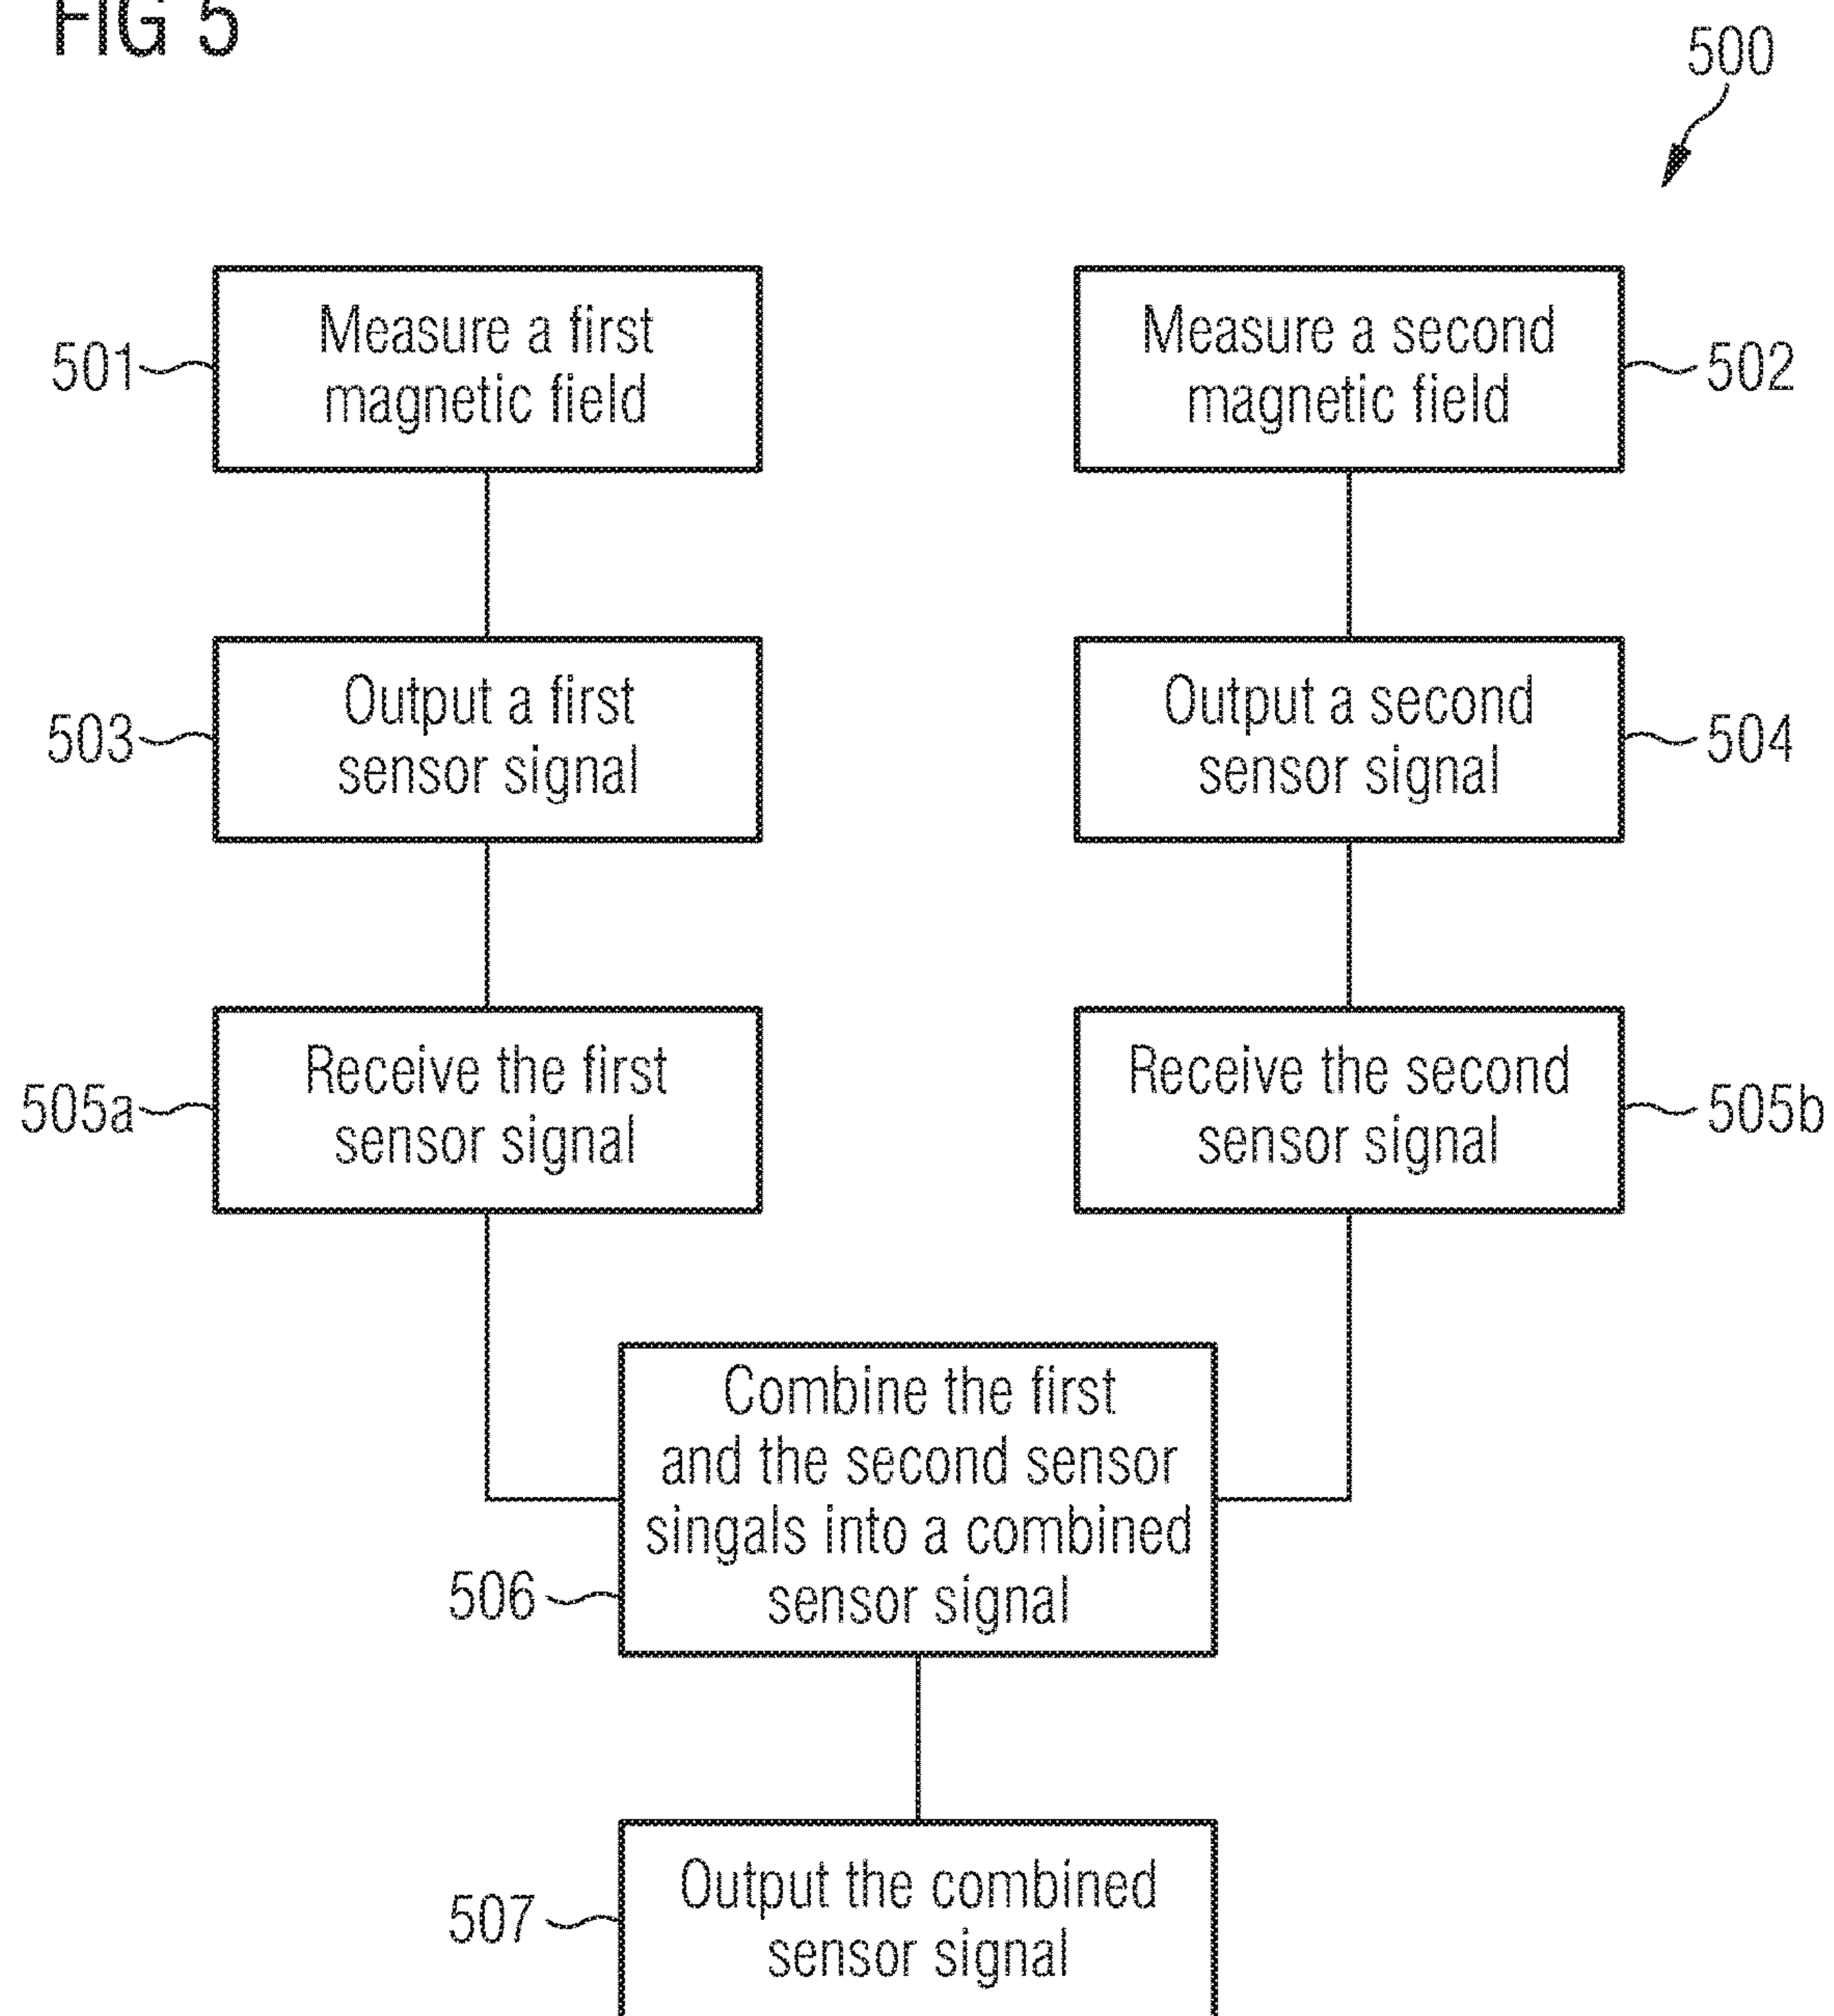 FIG 5
500
501
Measure a first
magnetic field
Measure a second
magnetic field
502
503
Output a first
sensor signal
Output a second
sensor signal
504
505a
Receive the first
sensor signal
Receive the second
sensor signal
505b
506
Combine the first
and the second sensor
singals into a combined
sensor signal
507
Output the combined
sensor signal